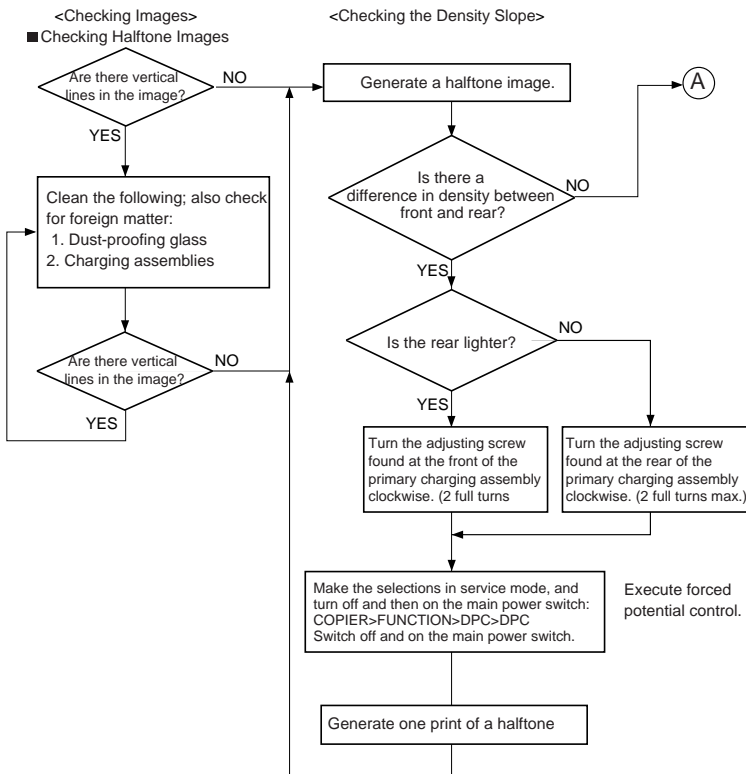 <Checking Images>
■ Checking Halftone Images
Are there vertical
lines in the image?
NO
YES
Clean the following; also check
for foreign matter:
1. Dust-proofing glass
2. Charging assemblies
Are there vertical
lines in the image?
NO
YES
<Checking the Density Slope>
Generate a halftone image.
A
Is there a
difference in density between
front and rear?
NO
YES
Is the rear lighter?
NO
YES
Turn the adjusting screw
found at the front of the
primary charging assembly
clockwise. (2 full turns
Turn the adjusting screw
found at the rear of the
primary charging assembly
clockwise. (2 full turns max.)
Make the selections in service mode, and
turn off and then on the main power switch:
COPIER>FUNCTION>DPC>DPC
Switch off and on the main power switch.
Execute forced
potential control.
Generate one print of a halftone